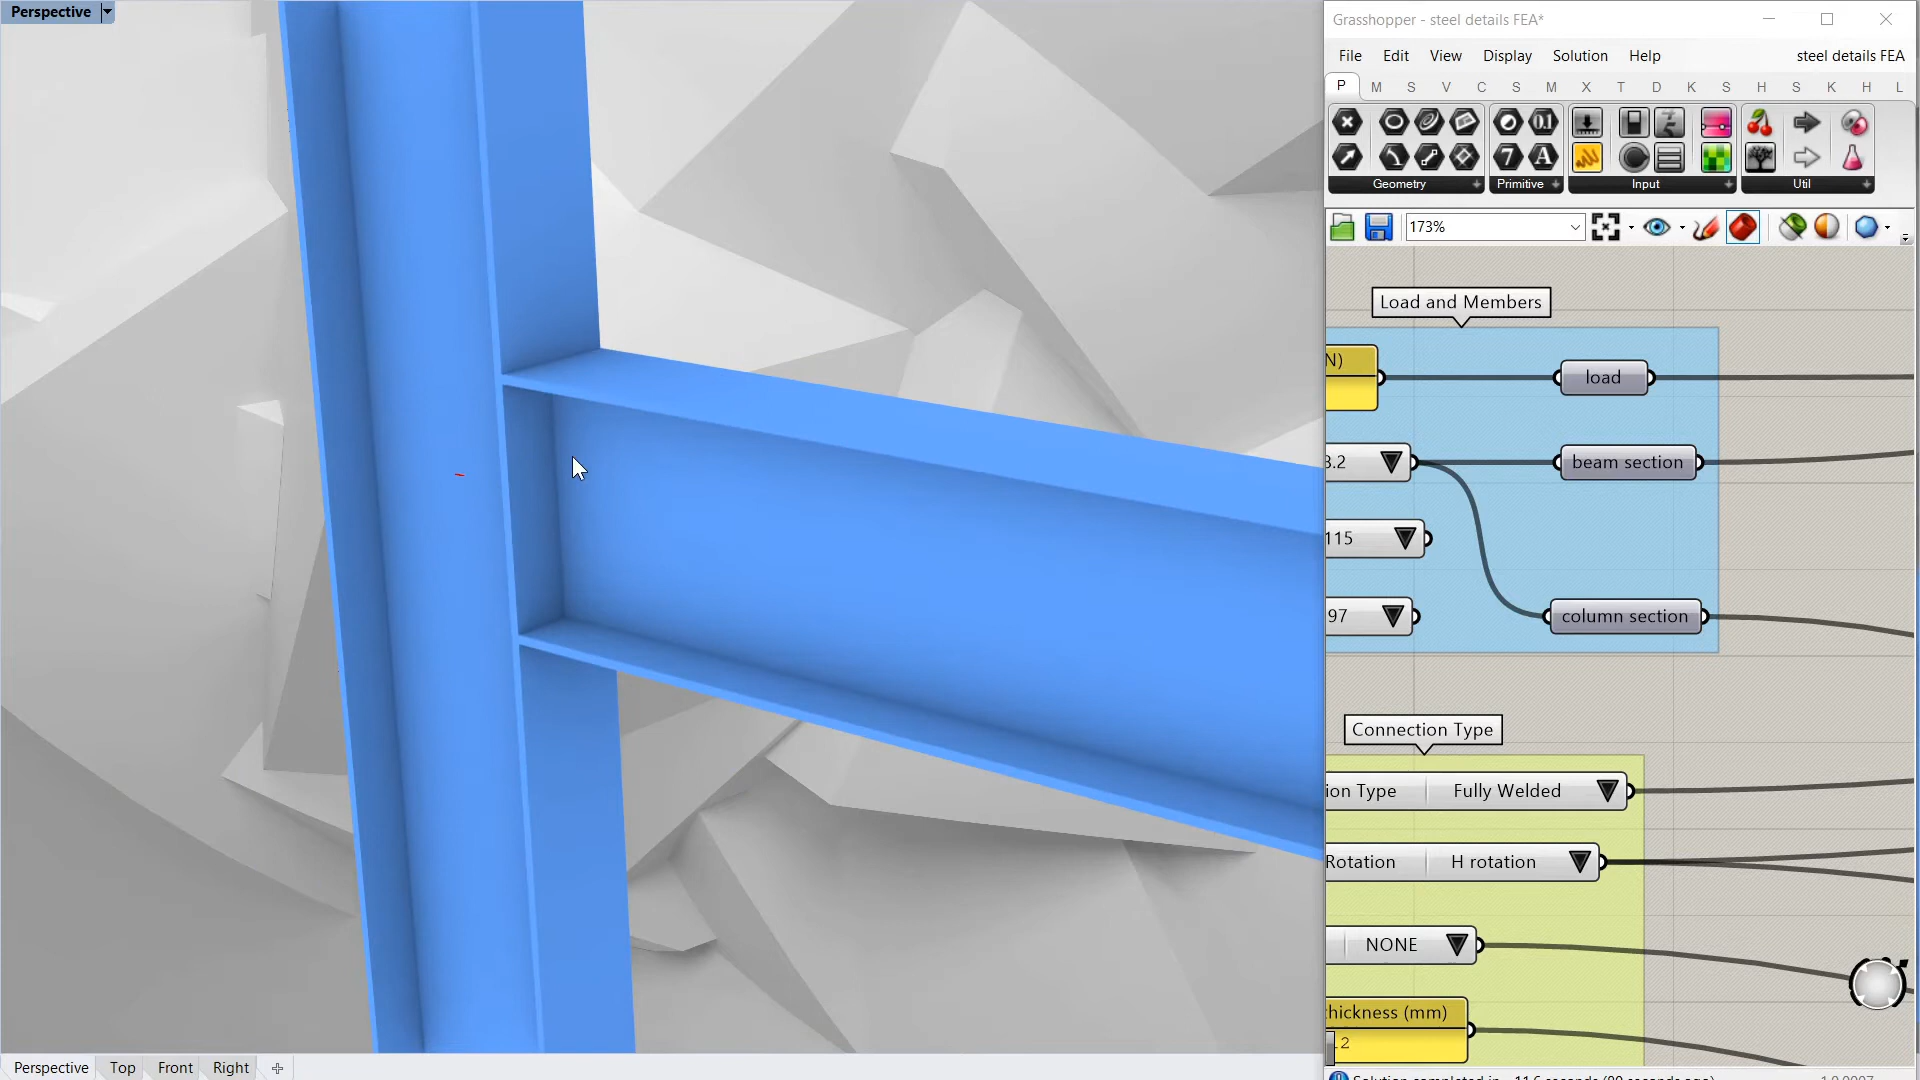 Perspective
Grasshopper - steel details FEA*
File Edit View Display Solution Help steel details FEA
P M S V C S M X T D K S H S K H L
Geometry Primitive Input Util
173%
Load and Members
N)
load
3.2
beam section
115
97
column section
Connection Type
ion Type Fully Welded
Rotation H rotation
NONE
hickness (mm)
2
Perspective Top Front Right